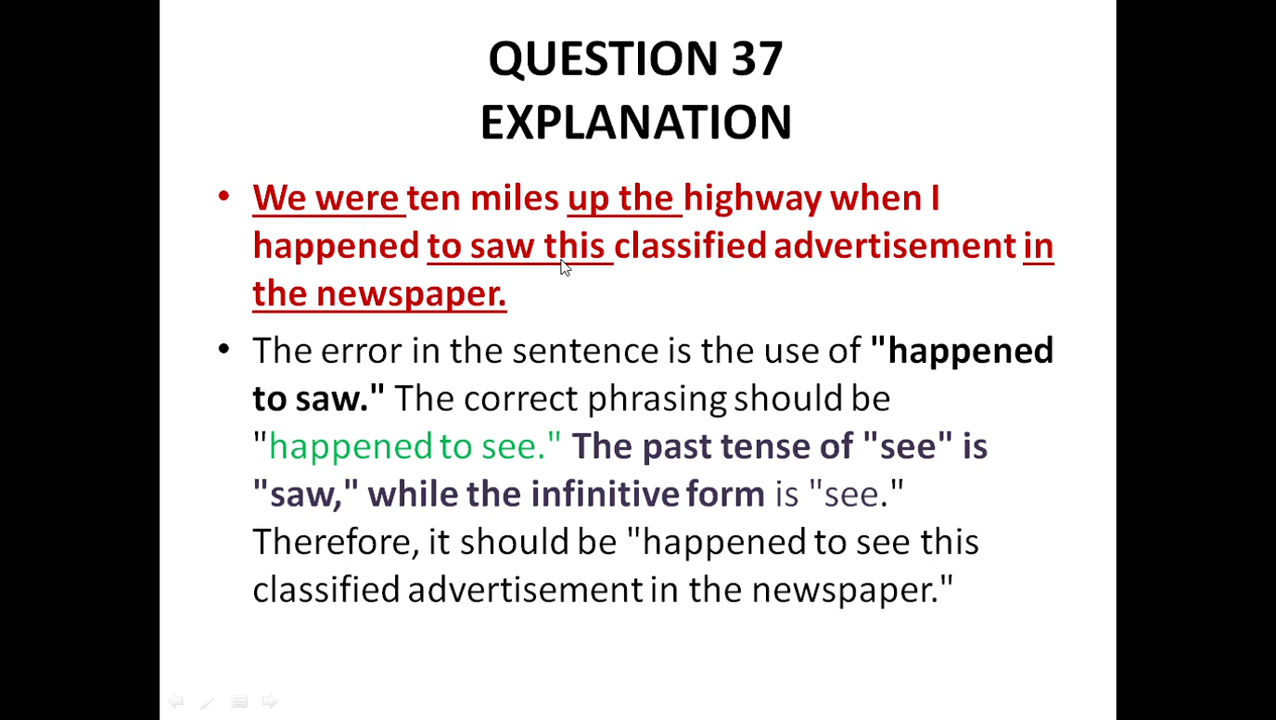 QUESTION 37
EXPLANATION
• We were ten miles up the highway when I
happened to saw this classified advertisement in
the newspaper.
• The error in the sentence is the use of "happened
to saw." The correct phrasing should be
"happened to see." The past tense of "see" is
"saw," while the infinitive form is "see."
Therefore, it should be "happened to see this
classified advertisement in the newspaper."